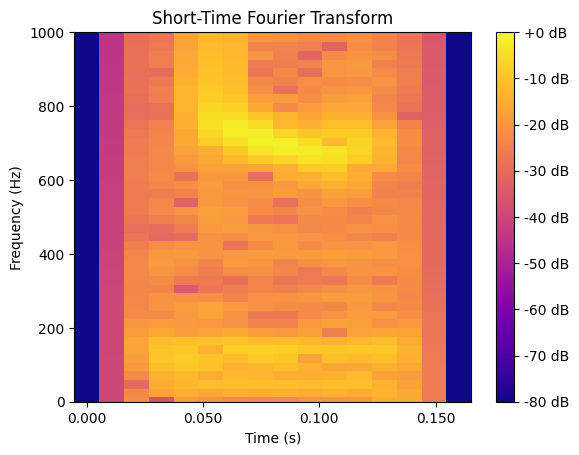 Short-Time Fourier Transform
1000
800
600
400
200
0
Frequency (Hz)
0.000
0.050
0.100
0.150
Time (s)
+0 dB
-10 dB
-20 dB
-30 dB
-40 dB
-50 dB
-60 dB
-70 dB
-80 dB